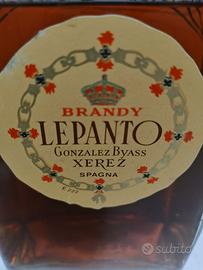 BRANDY
LEPANTO
GONZALEZ BYASS
XEREZ
SPAGNA
subito